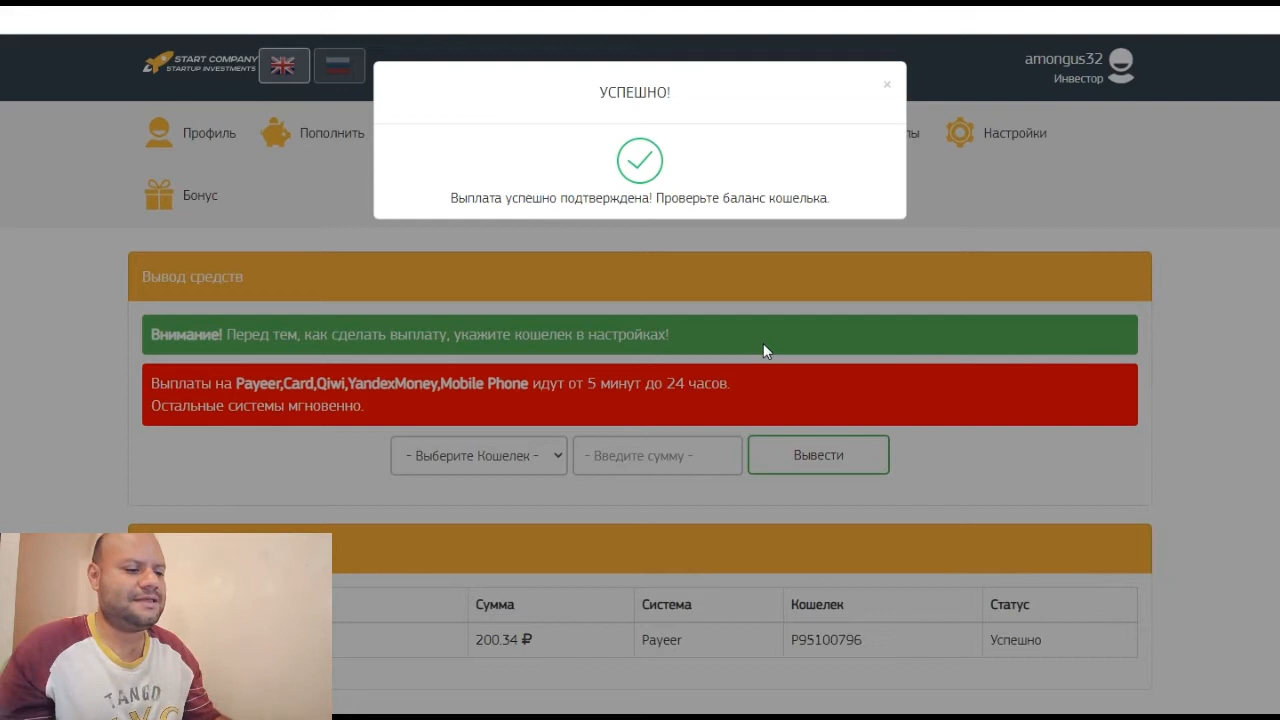 START COMPANY
STARTUP INVESTMENTS
amongus32
Инвестор
УСПЕШНО!
×
Выплата успешно подтверждена! Проверьте баланс кошелька.
Профиль
Пополнить
Настройки
Бонус
Вывод средств
Внимание! Перед тем, как сделать выплату, укажите кошелек в настройках!
Выплаты на Payeer,Card,Qiwi,YandexMoney,Mobile Phone идут от 5 минут до 24 часов.
Остальные системы мгновенно.
- Выберите Кошелек -
- Введите сумму -
Вывести
Сумма Система Кошелек Статус
200.34 ₽ Payeer P95100796 Успешно
TANGO